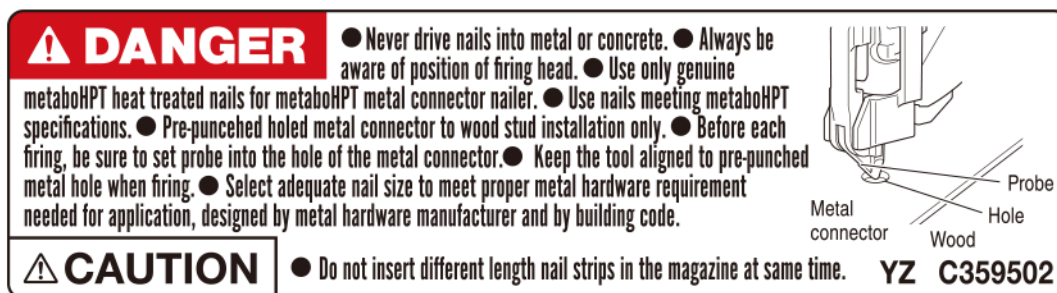 ⚠ DANGER
● Never drive nails into metal or concrete. ● Always be
aware of position of firing head. ● Use only genuine
metaboHPT heat treated nails for metaboHPT metal connector nailer. ● Use nails meeting metaboHPT
specifications. ● Pre-puncehed holed metal connector to wood stud installation only. ● Before each
firing, be sure to set probe into the hole of the metal connector.● Keep the tool aligned to pre-punched
metal hole when firing. ● Select adequate nail size to meet proper metal hardware requirement
needed for application, designed by metal hardware manufacturer and by building code.
Probe
Hole
Metal
connector
Wood
⚠ CAUTION
● Do not insert different length nail strips in the magazine at same time.
YZ C359502